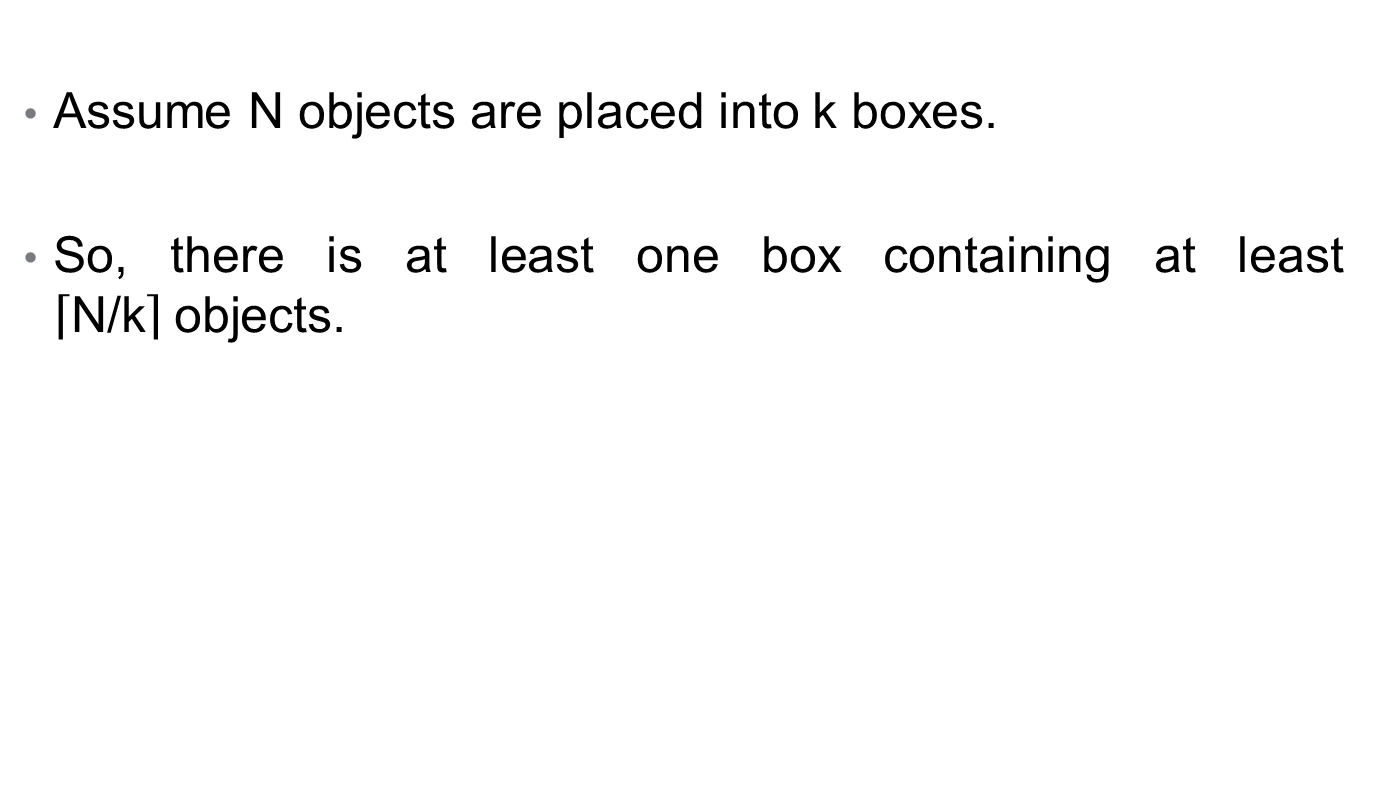 • Assume N objects are placed into k boxes.
• So, there is at least one box containing at least
⌈N/k⌉ objects.